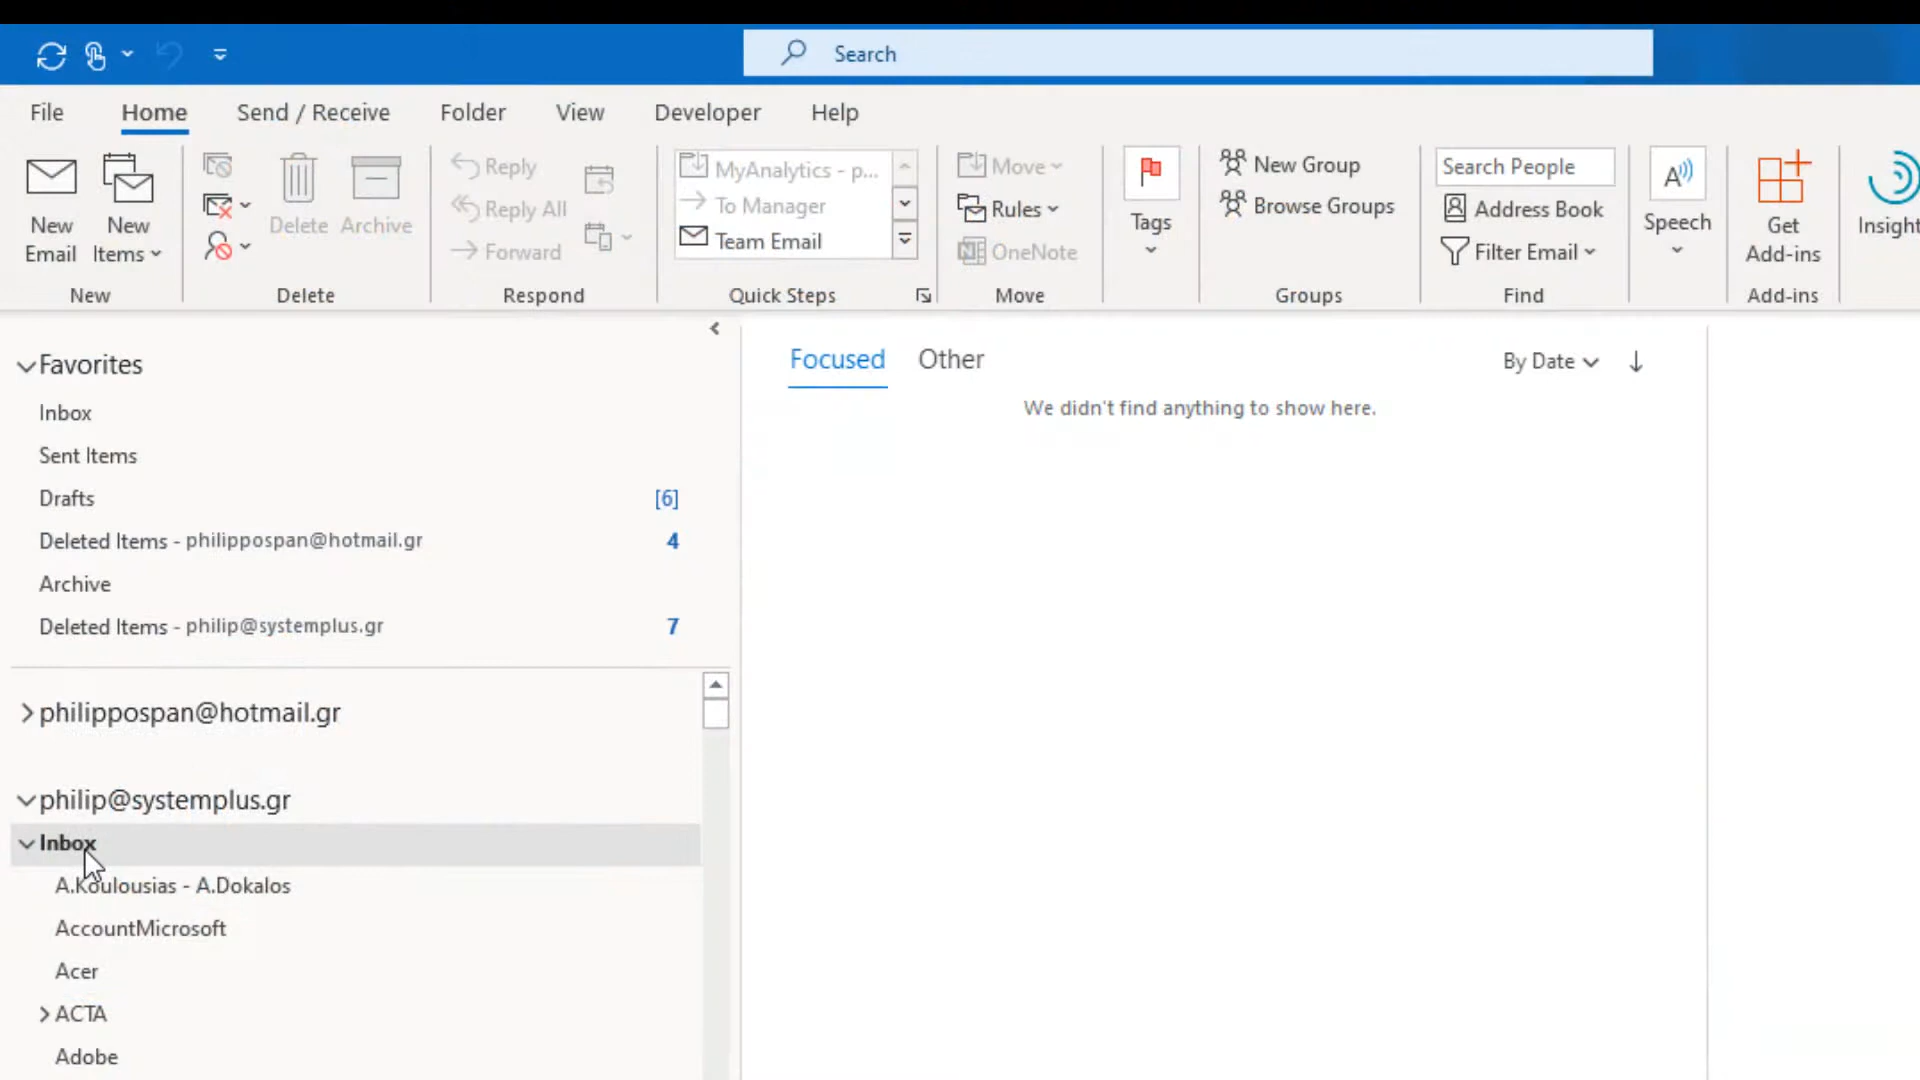 Search
File Home Send / Receive Folder View Developer Help
New Email
New Items
New
Delete
Archive
Delete
Reply
Reply All
Forward
Respond
MyAnalytics - p...
To Manager
Team Email
Quick Steps
Move
Rules
OneNote
Move
Tags
New Group
Browse Groups
Groups
Search People
Address Book
Filter Email
Find
Speech
Get Add-ins
Add-ins
Insight
Favorites
Inbox
Sent Items
Drafts [6]
Deleted Items - philippospan@hotmail.gr 4
Archive
Deleted Items - philip@systemplus.gr 7
philippospan@hotmail.gr
philip@systemplus.gr
Inbox
A.Koulousias - A.Dokalos
AccountMicrosoft
Acer
ACTA
Adobe
Focused Other By Date
We didn't find anything to show here.